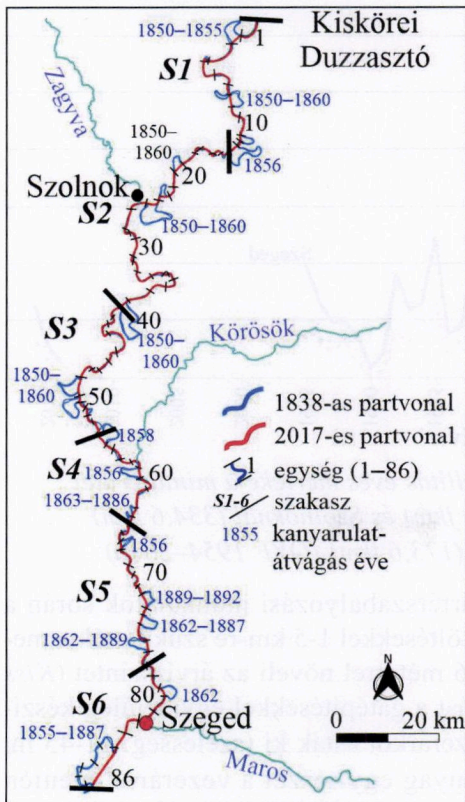 1850–1855
1
Kiskörei
Duzzasztó
S1
Zagyva
1850–1860
10
1850–
1860
1856
20
Szolnok
S2
1850–1860
30
S3
40
1850–
1860
Körösök
1850–
1860
50
1858
S4
1856
60
1863–1886
1856
70
S5
1889–1892
1862–1887
1862–1889
1838-as partvonal
2017-es partvonal
1 egység (1–86)
S1-6 szakasz
1855 kanyarulat-
átvágás éve
S6
80
1862
Szeged
1855–1887
86
Maros
N
0 20 km